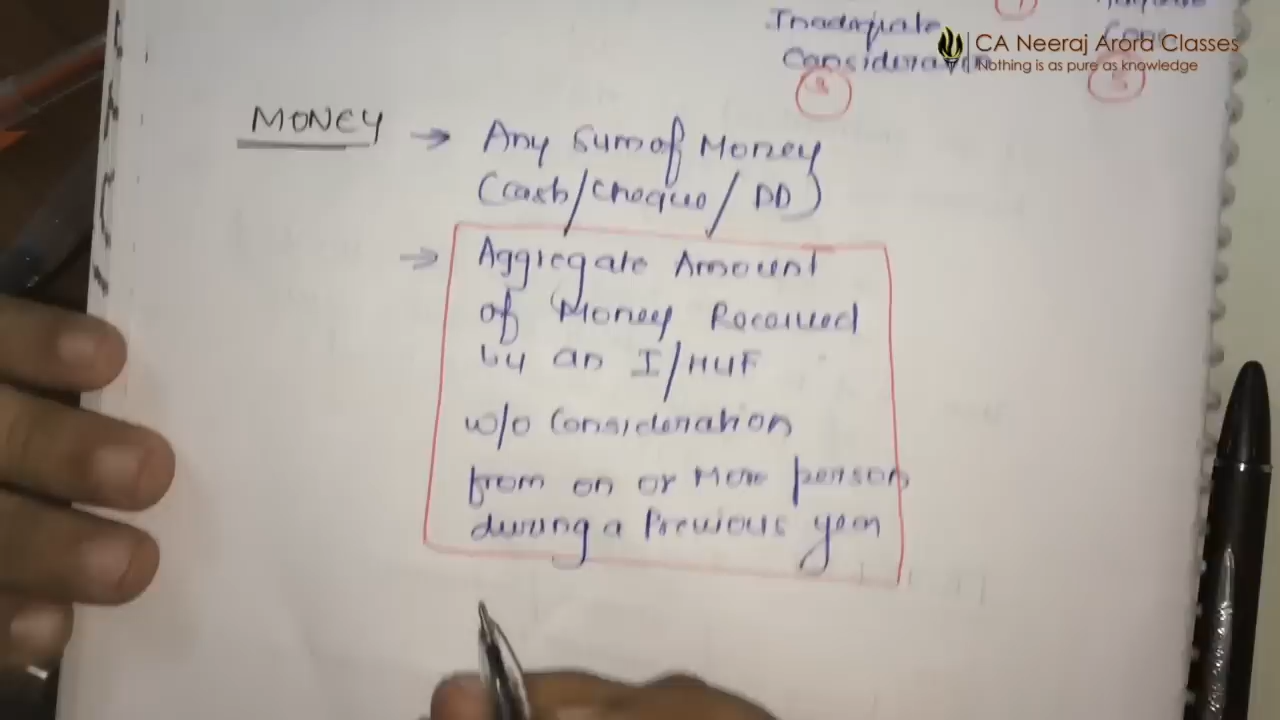 Inadequate
Consideration
CA Neeraj Arora Classes
Nothing is as pure as knowledge
MONEY → Any Sum of Money
(cash/cheque/DD)
→ Aggregate Amount
of Money Received
by an I/HUF
w/o Consideration
from on or More person
during a Previous year